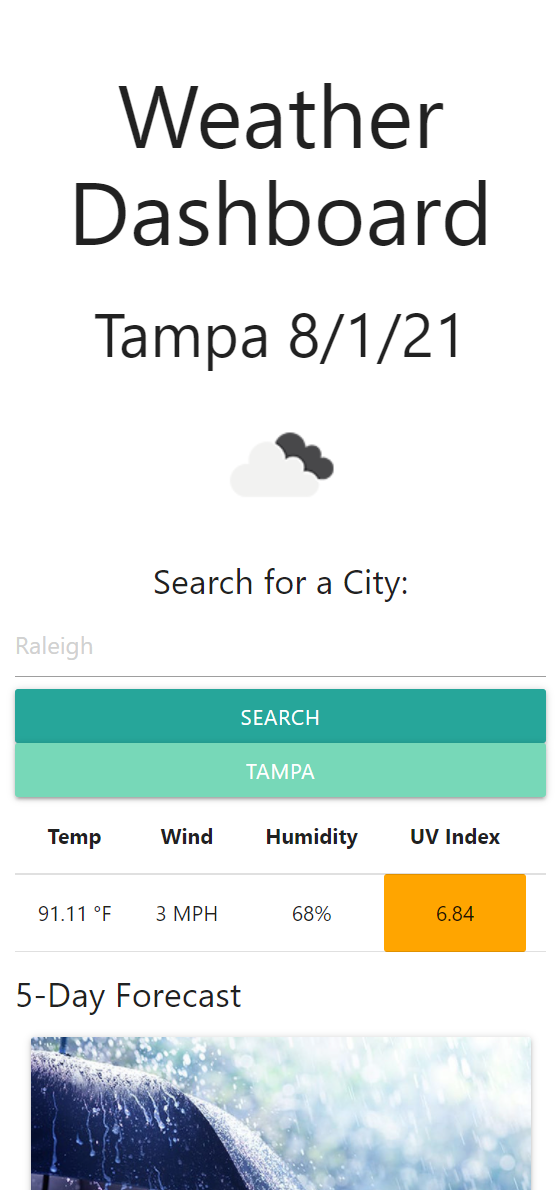 Weather
Dashboard
Tampa 8/1/21
Search for a City:
Raleigh
SEARCH
TAMPA
Temp Wind Humidity UV Index
91.11 °F 3 MPH 68% 6.84
5-Day Forecast